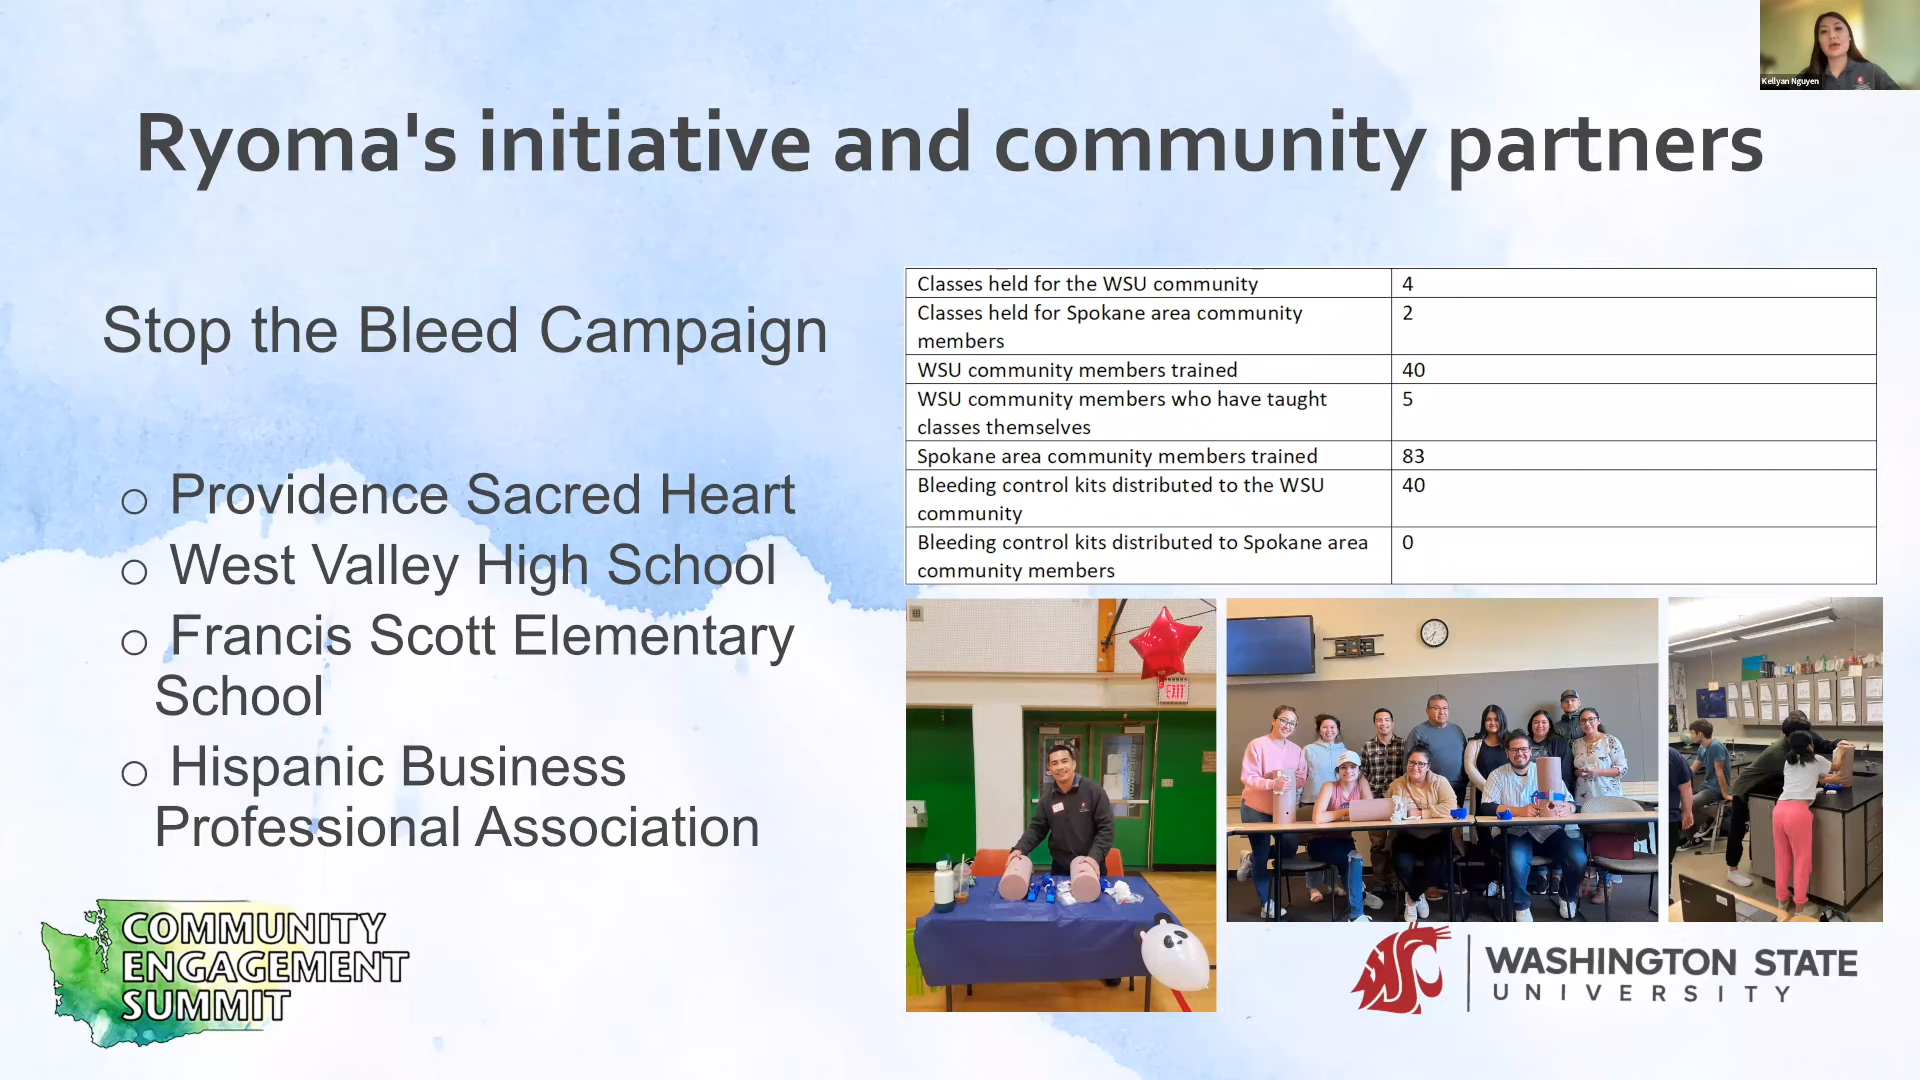 Kellyan Nguyen
Ryoma's initiative and community partners
Stop the Bleed Campaign
o Providence Sacred Heart
o West Valley High School
o Francis Scott Elementary
School
o Hispanic Business
Professional Association
Classes held for the WSU community 4
Classes held for Spokane area community 2
members
WSU community members trained 40
WSU community members who have taught 5
classes themselves
Spokane area community members trained 83
Bleeding control kits distributed to the WSU 40
community
Bleeding control kits distributed to Spokane area 0
community members
EXIT
COMMUNITY
ENGAGEMENT
SUMMIT
WASHINGTON STATE
UNIVERSITY